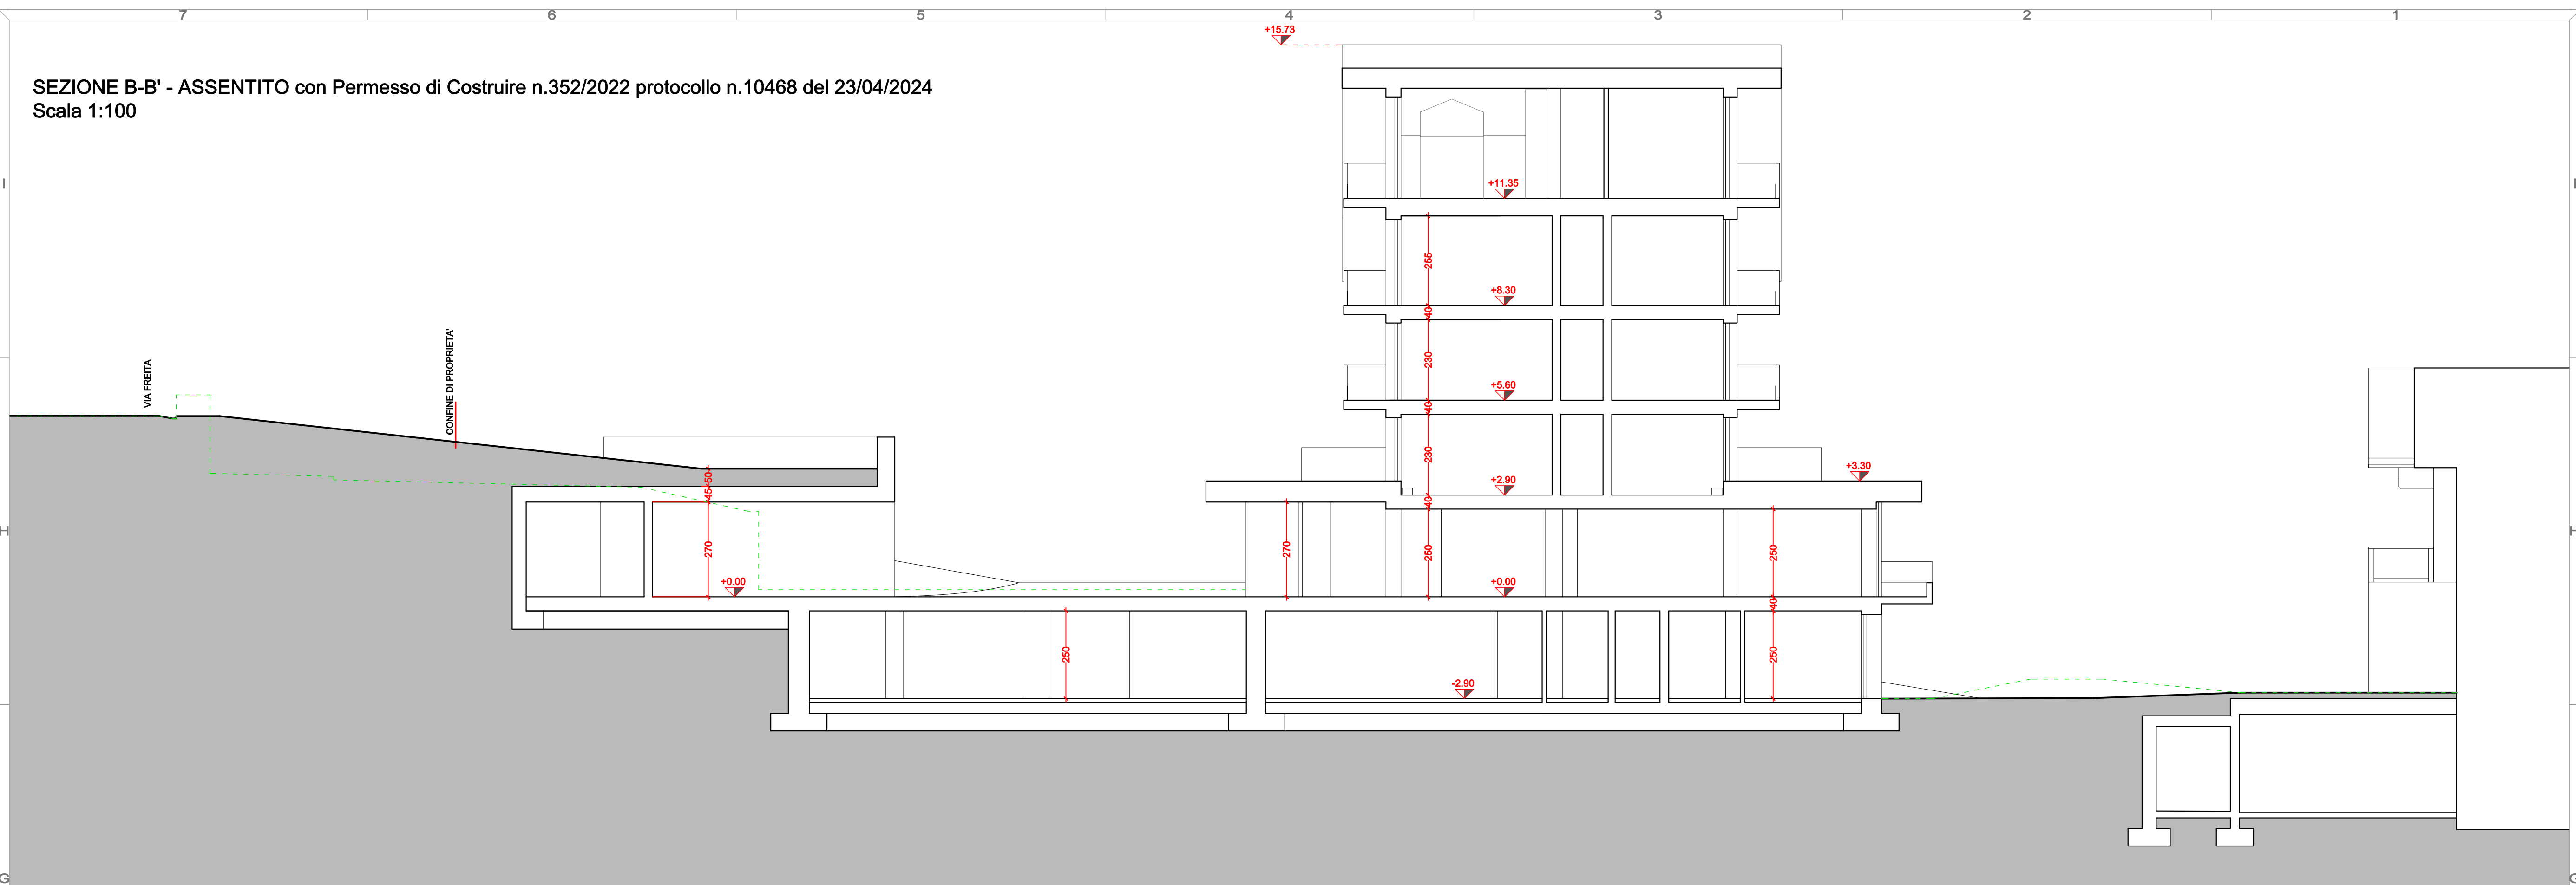 7 6 5 4 3 2 1
+15.73
SEZIONE B-B' - ASSENTITO con Permesso di Costruire n.352/2022 protocollo n.10468 del 23/04/2024
Scala 1:100
I
I
+11.35
255
+8.30
40
VIA FREITA
CONFINE DI PROPRIETA'
230
+5.60
40
230
45+50
+2.90
+3.30
40
H
H
270
270
250
250
+0.00
+0.00
40
250
250
-2.90
G